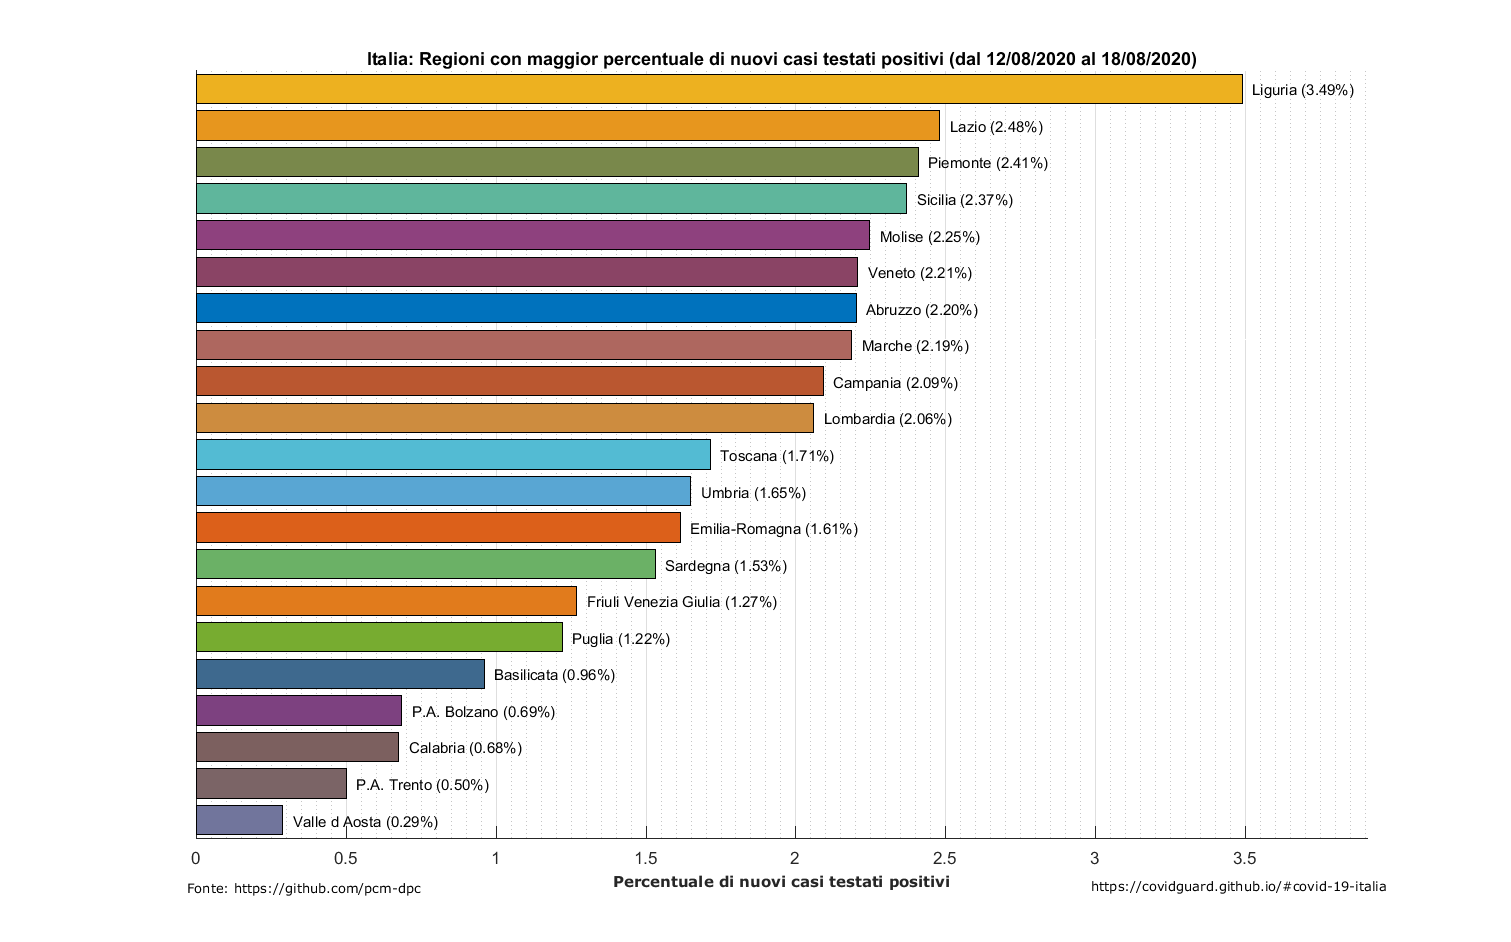 Italia: Regioni con maggior percentuale di nuovi casi testati positivi (dal 12/08/2020 al 18/08/2020)
Liguria (3.49%)
Lazio (2.48%)
Piemonte (2.41%)
Sicilia (2.37%)
Molise (2.25%)
Veneto (2.21%)
Abruzzo (2.20%)
Marche (2.19%)
Campania (2.09%)
Lombardia (2.06%)
Toscana (1.71%)
Umbria (1.65%)
Emilia-Romagna (1.61%)
Sardegna (1.53%)
Friuli Venezia Giulia (1.27%)
Puglia (1.22%)
Basilicata (0.96%)
P.A. Bolzano (0.69%)
Calabria (0.68%)
P.A. Trento (0.50%)
Valle d Aosta (0.29%)
0 0.5 1 1.5 2 2.5 3 3.5
Percentuale di nuovi casi testati positivi
Fonte: https://github.com/pcm-dpc
https://covidguard.github.io/#covid-19-italia